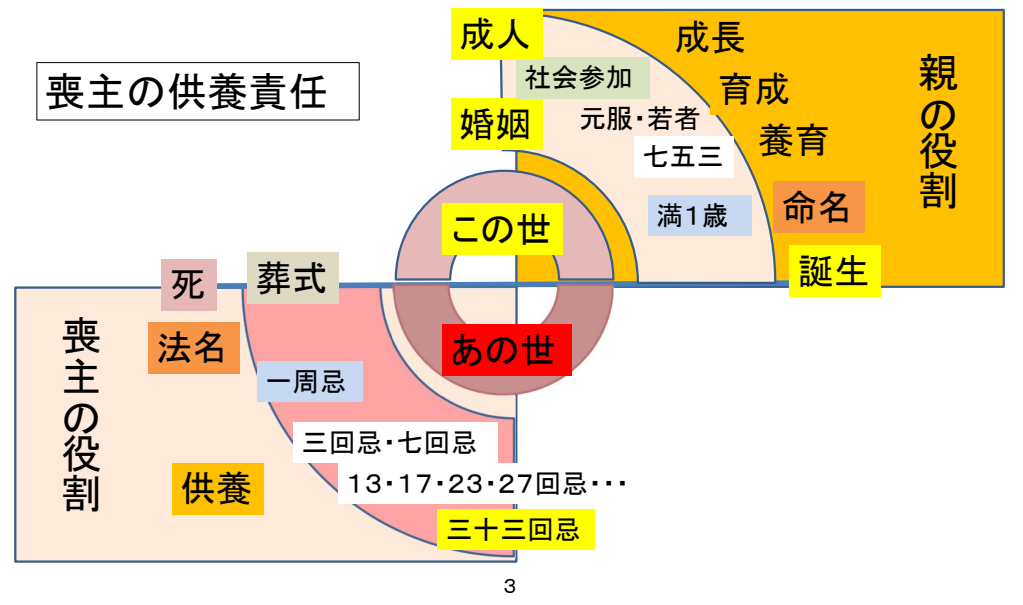 喪主の供養責任
成人
成長
社会参加
育成
婚姻
元服・若者
養育
七五三
満1歳
命名
誕生
親の役割
この世
あの世
死
葬式
法名
一周忌
三回忌・七回忌
13・17・23・27回忌・・・
供養
三十三回忌
喪主の役割
3